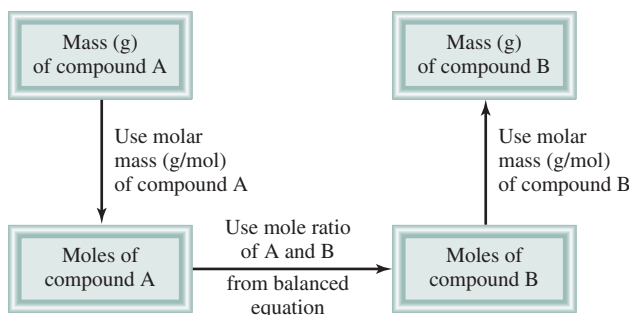 Mass (g)
of compound A
Mass (g)
of compound B
Use molar
mass (g/mol)
of compound A
Use molar
mass (g/mol)
of compound B
Moles of
compound A
Use mole ratio
of A and B
from balanced
equation
Moles of
compound B